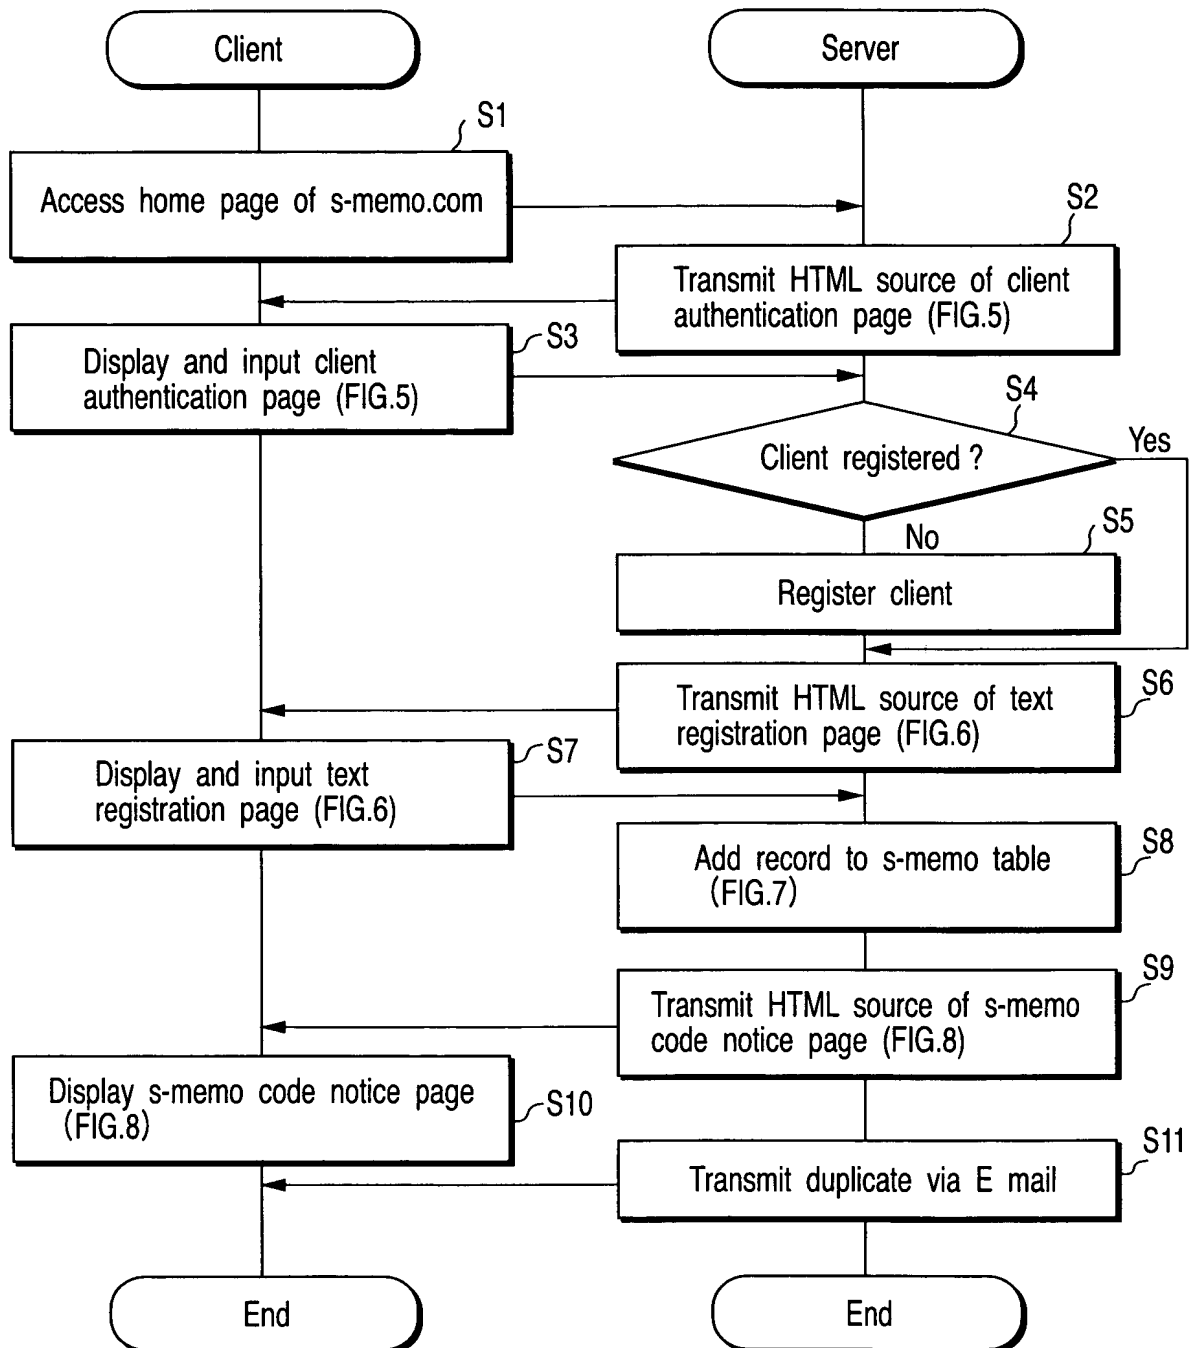 Client
Server
S1
Access home page of s-memo.com
S2
Transmit HTML source of client
authentication page (FIG.5)
S3
Display and input client
authentication page (FIG.5)
S4
Client registered ?
Yes
No
S5
Register client
S6
Transmit HTML source of text
registration page (FIG.6)
S7
Display and input text
registration page (FIG.6)
S8
Add record to s-memo table
(FIG.7)
S9
Transmit HTML source of s-memo
code notice page (FIG.8)
S10
Display s-memo code notice page
(FIG.8)
S11
Transmit duplicate via E mail
End
End